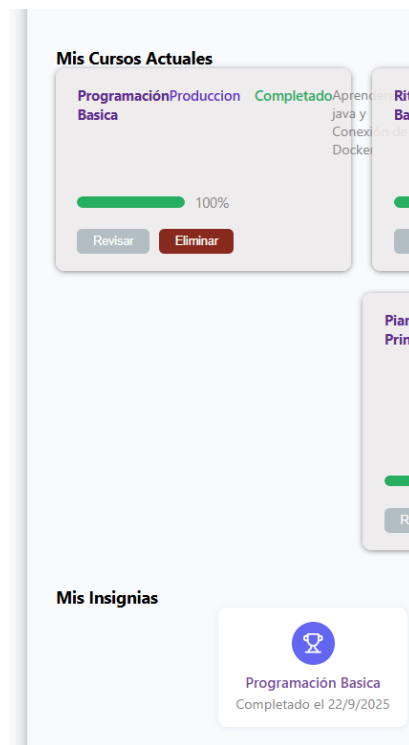 Mis Cursos Actuales
Programación Produccion Completado Aprender
Basica java y
Conexión de
Docker
100%
Revisar Eliminar
Mis Insignias
Programación Basica
Completado el 22/9/2025